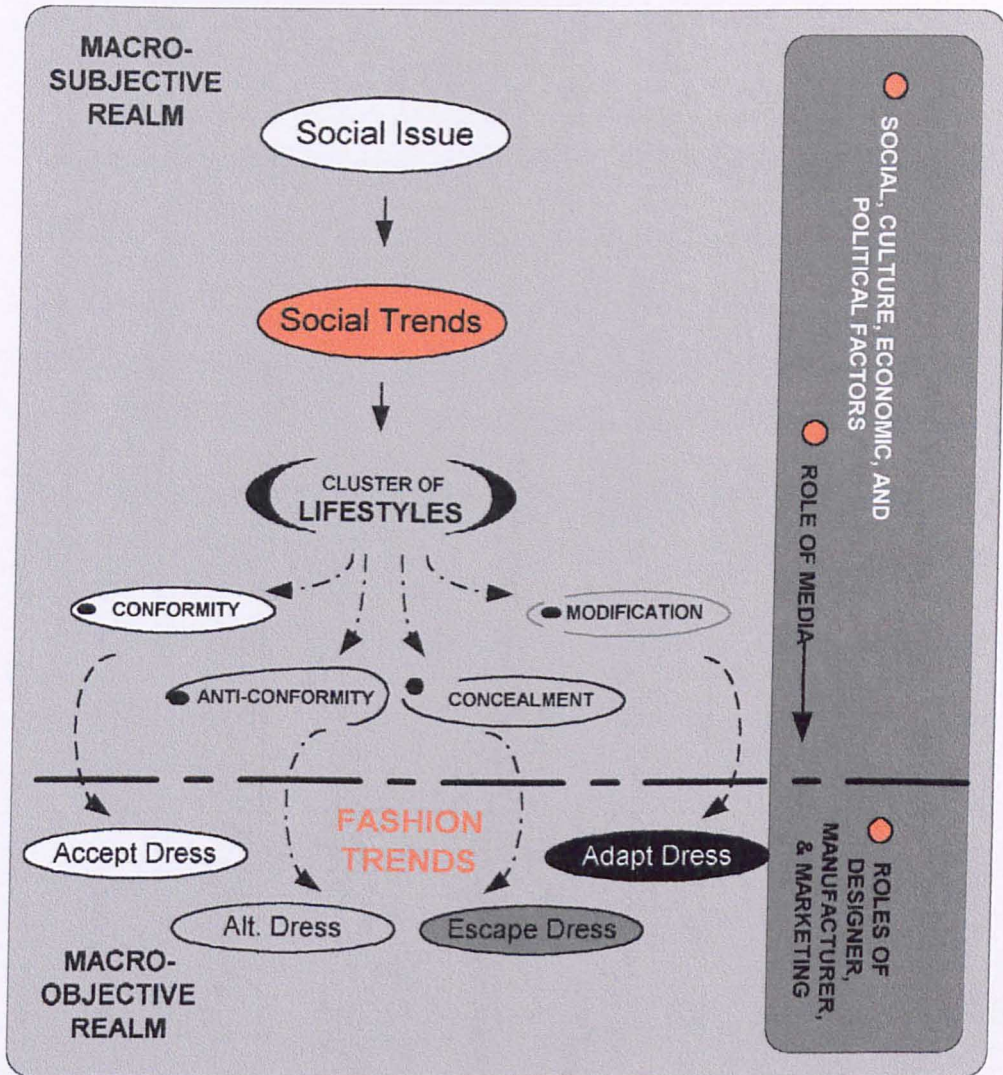 MACRO-
SUBJECTIVE
REALM
Social Issue
Social Trends
CLUSTER OF
LIFESTYLES
CONFORMITY
MODIFICATION
ANTI-CONFORMITY
CONCEALMENT
FASHION
TRENDS
Accept Dress
Adapt Dress
Alt. Dress
Escape Dress
MACRO-
OBJECTIVE
REALM
SOCIAL, CULTURE, ECONOMIC, AND
POLITICAL FACTORS
ROLE OF MEDIA
ROLES OF
DESIGNER,
MANUFACTURER,
& MARKETING